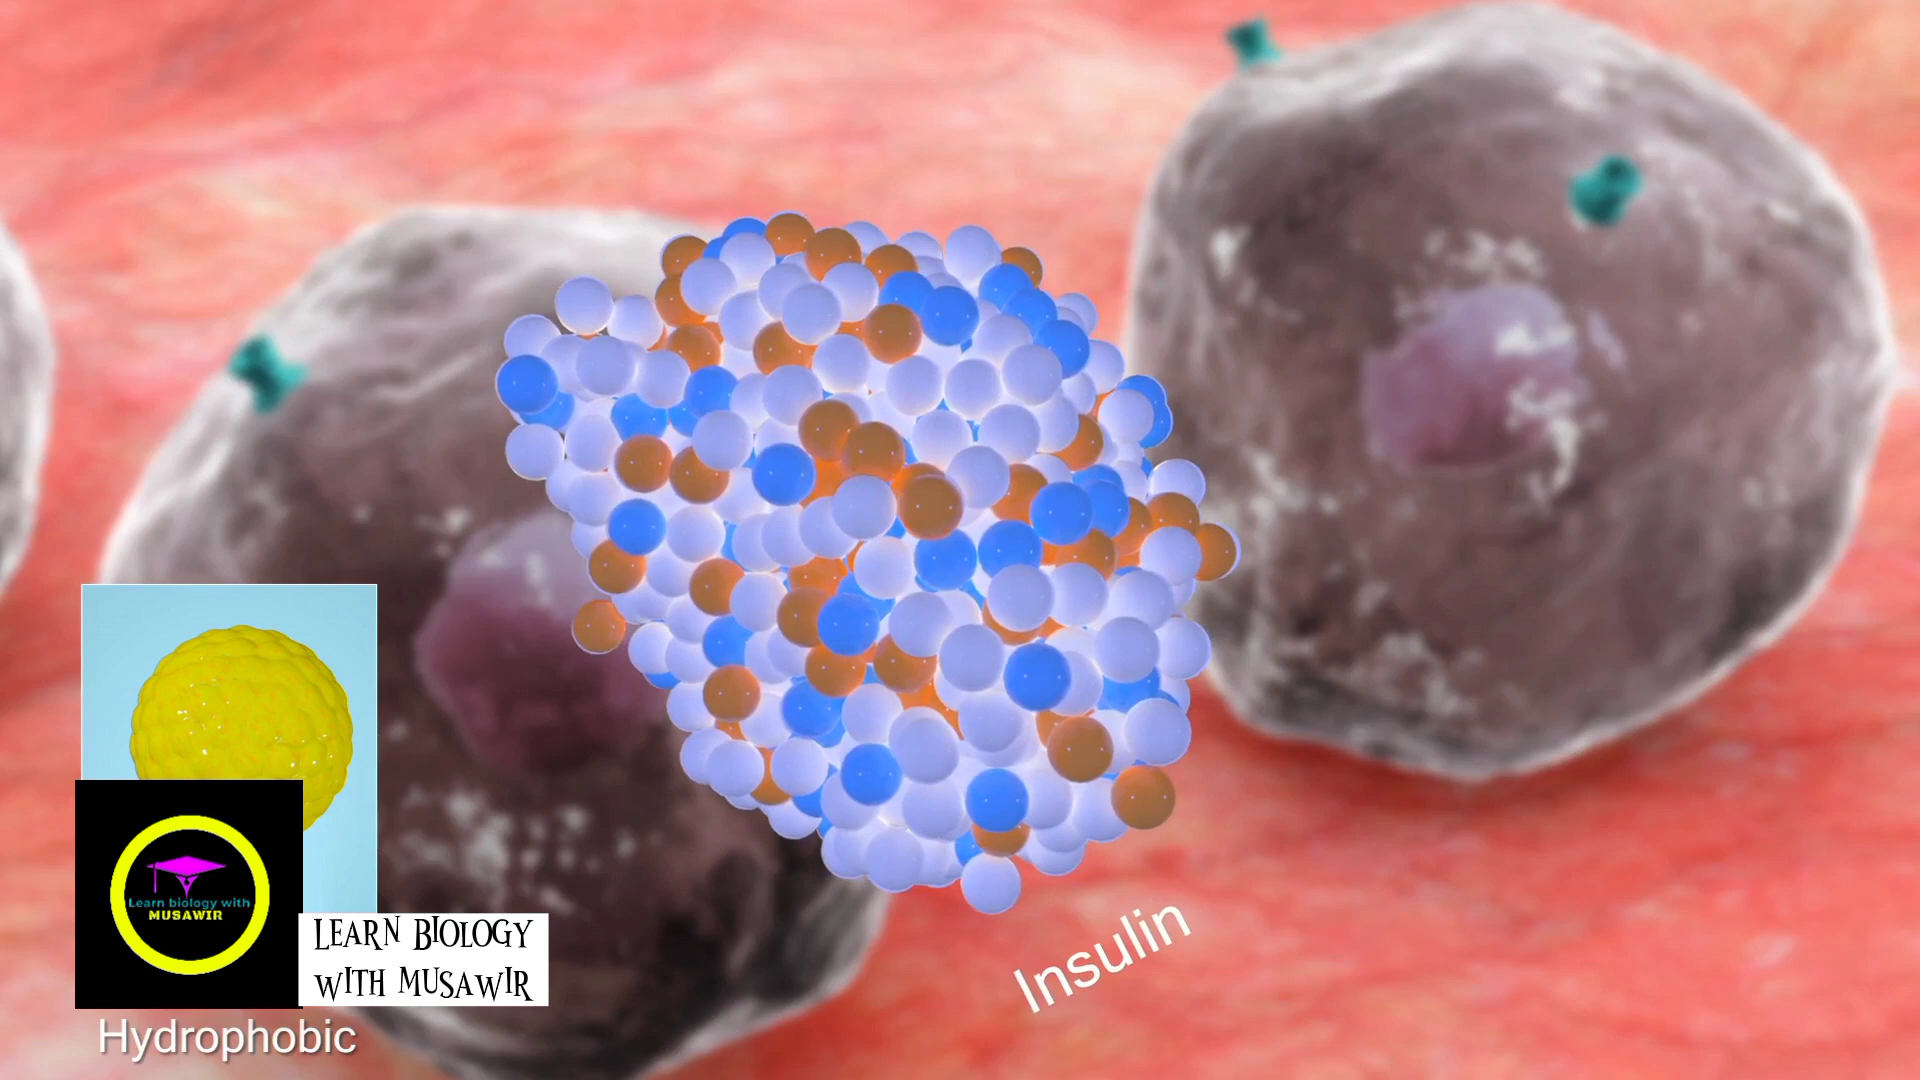 Insulin
Learn biology with
MUSAWIR
LEARN BIOLOGY
WITH MUSAWIR
Hydrophobic